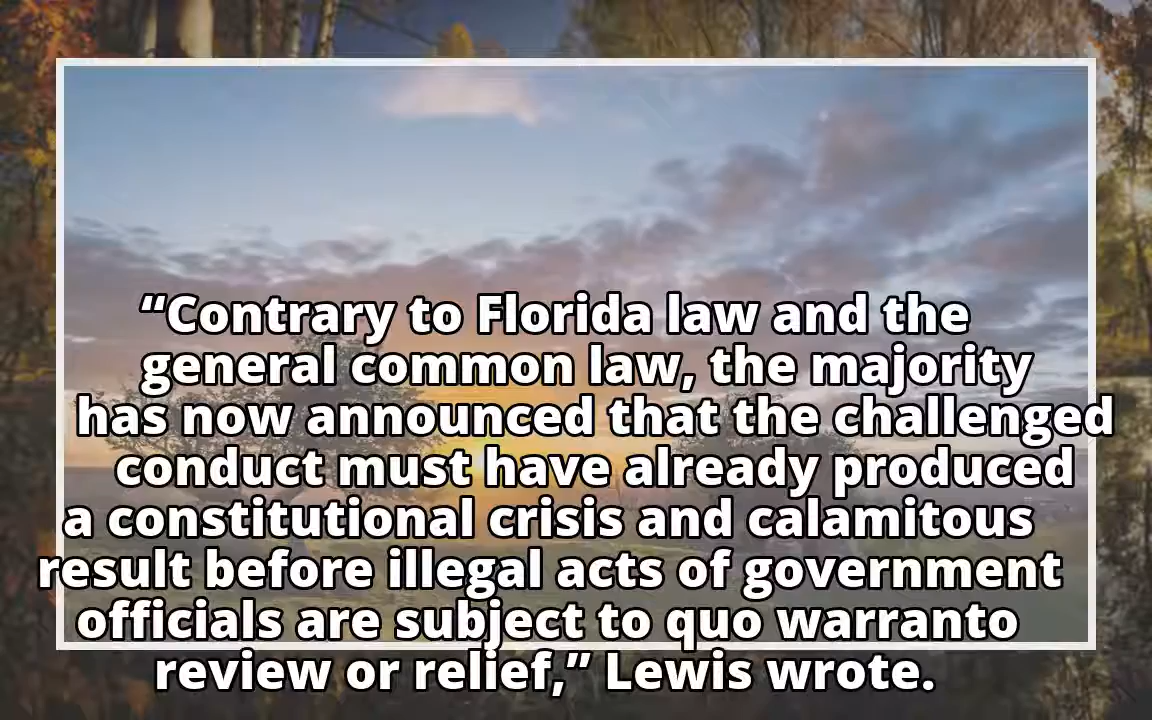 “Contrary to Florida law and the
general common law, the majority
has now announced that the challenged
conduct must have already produced
a constitutional crisis and calamitous
result before illegal acts of government
officials are subject to quo warranto
review or relief,” Lewis wrote.